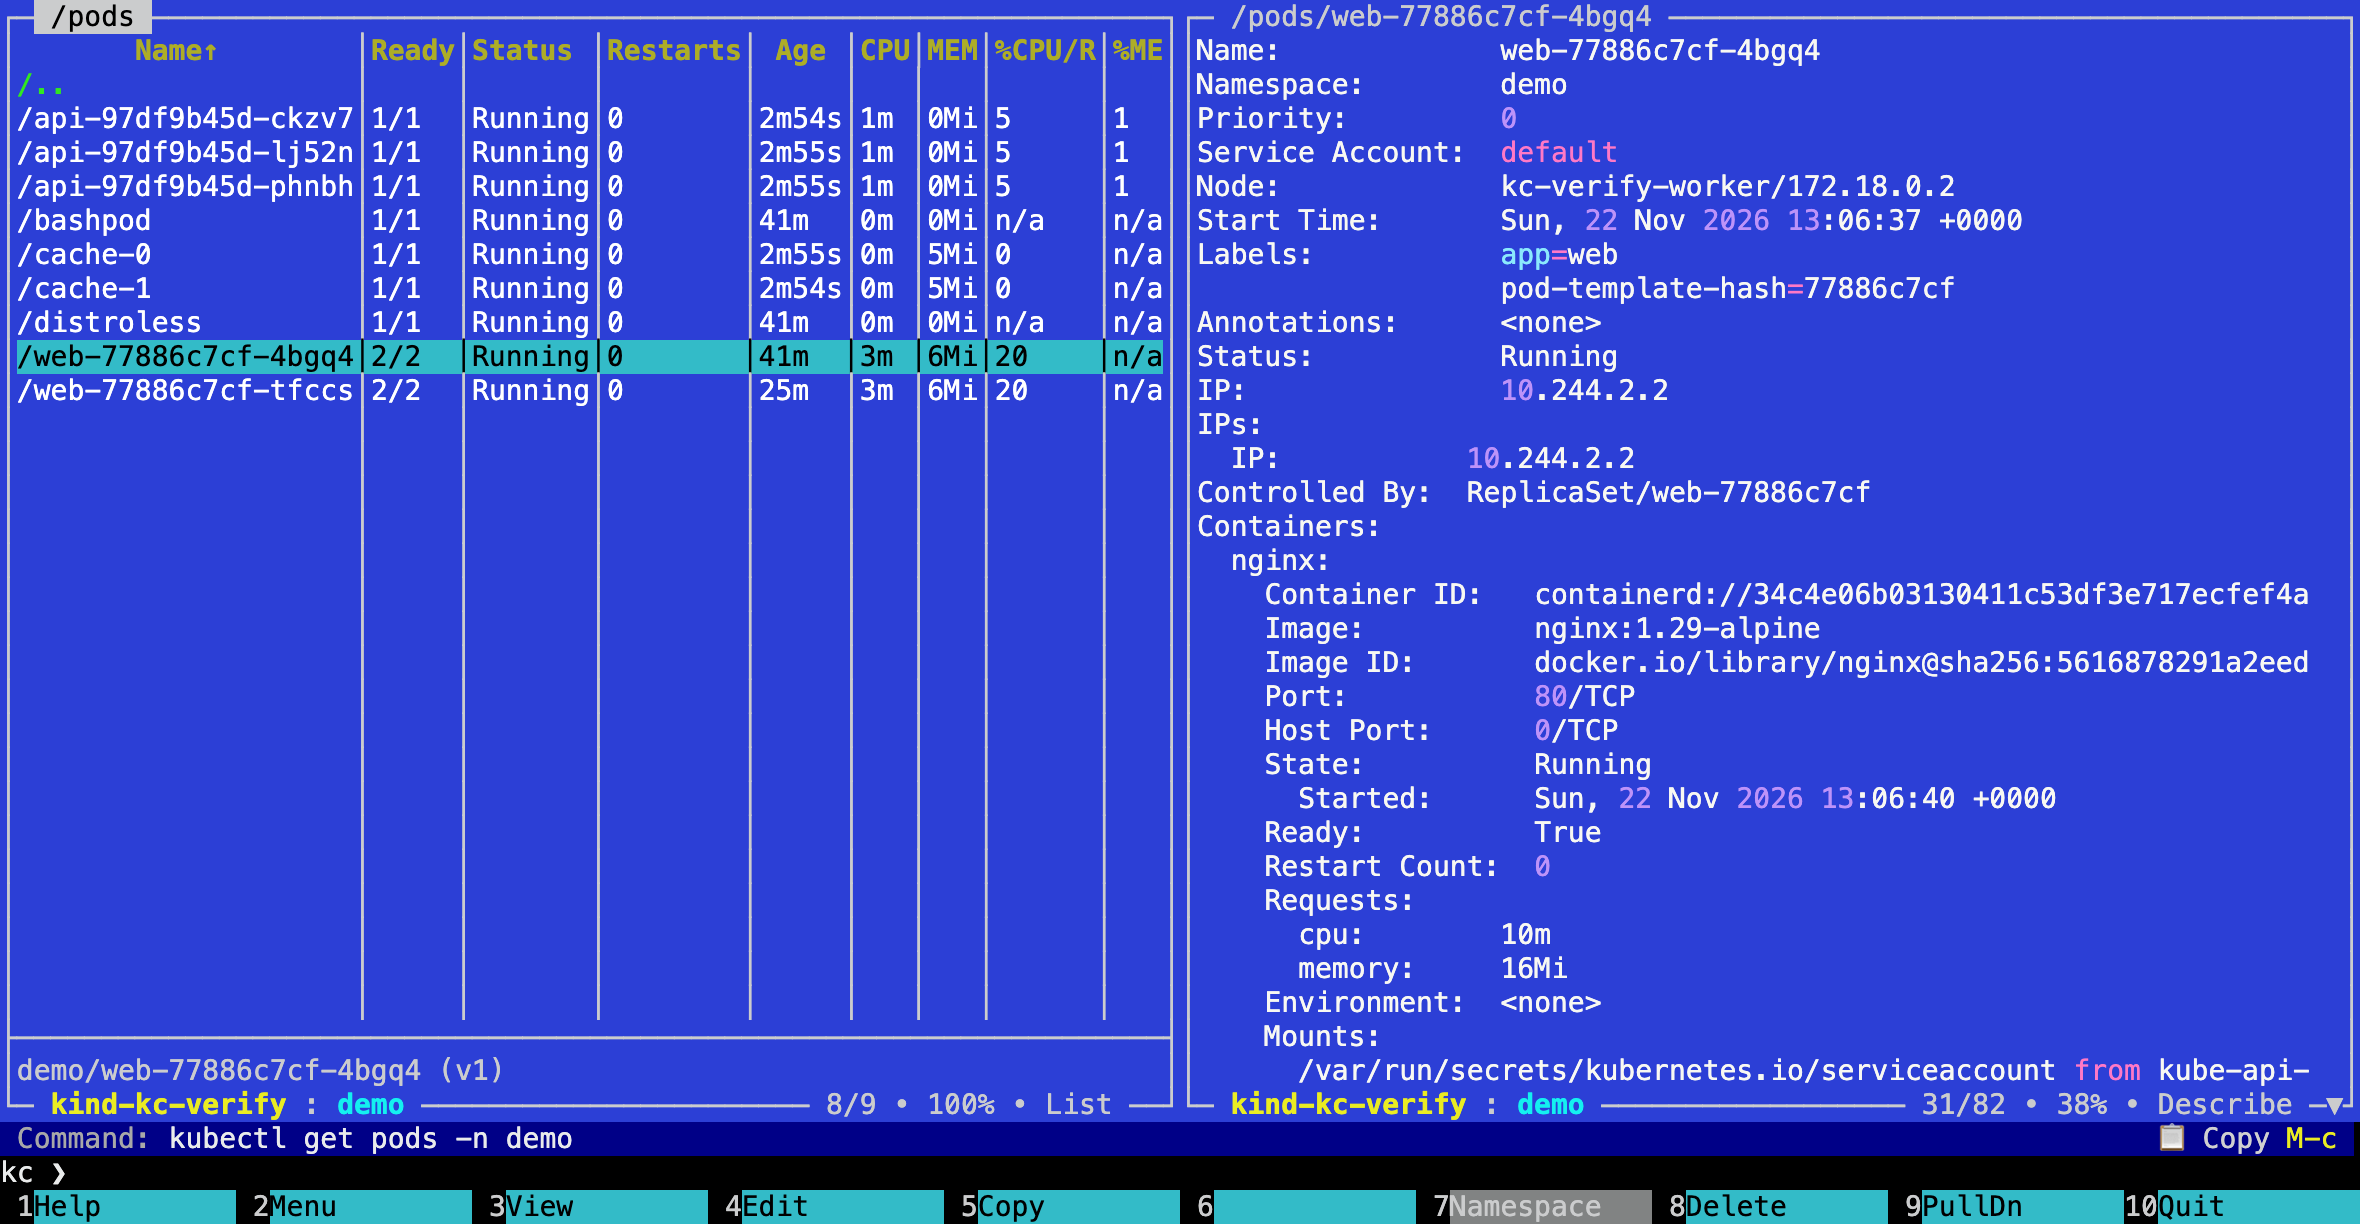 /pods
Name↑ Ready Status Restarts Age CPU MEM %CPU/R %ME
/..
/api-97df9b45d-ckzv7 1/1 Running 0 2m54s 1m 0Mi 5 1
/api-97df9b45d-lj52n 1/1 Running 0 2m55s 1m 0Mi 5 1
/api-97df9b45d-phnbh 1/1 Running 0 2m55s 1m 0Mi 5 1
/bashpod 1/1 Running 0 41m 0m 0Mi n/a n/a
/cache-0 1/1 Running 0 2m55s 0m 5Mi 0 n/a
/cache-1 1/1 Running 0 2m54s 0m 5Mi 0 n/a
/distroless 1/1 Running 0 41m 0m 0Mi n/a n/a
/web-77886c7cf-4bgq4 2/2 Running 0 41m 3m 6Mi 20 n/a
/web-77886c7cf-tfccs 2/2 Running 0 25m 3m 6Mi 20 n/a
demo/web-77886c7cf-4bgq4 (v1)
kind-kc-verify : demo 8/9 • 100% • List
/pods/web-77886c7cf-4bgq4
Name: web-77886c7cf-4bgq4
Namespace: demo
Priority: 0
Service Account: default
Node: kc-verify-worker/172.18.0.2
Start Time: Sun, 22 Nov 2026 13:06:37 +0000
Labels: app=web
pod-template-hash=77886c7cf
Annotations: <none>
Status: Running
IP: 10.244.2.2
IPs:
IP: 10.244.2.2
Controlled By: ReplicaSet/web-77886c7cf
Containers:
nginx:
Container ID: containerd://34c4e06b03130411c53df3e717ecfef4a
Image: nginx:1.29-alpine
Image ID: docker.io/library/nginx@sha256:5616878291a2eed
Port: 80/TCP
Host Port: 0/TCP
State: Running
Started: Sun, 22 Nov 2026 13:06:40 +0000
Ready: True
Restart Count: 0
Requests:
cpu: 10m
memory: 16Mi
Environment: <none>
Mounts:
/var/run/secrets/kubernetes.io/serviceaccount from kube-api-
kind-kc-verify : demo 31/82 • 38% • Describe ▼
Command: kubectl get pods -n demo 📋 Copy M-c
kc ❯
1Help 2Menu 3View 4Edit 5Copy 6 7Namespace 8Delete 9PullDn 10Quit